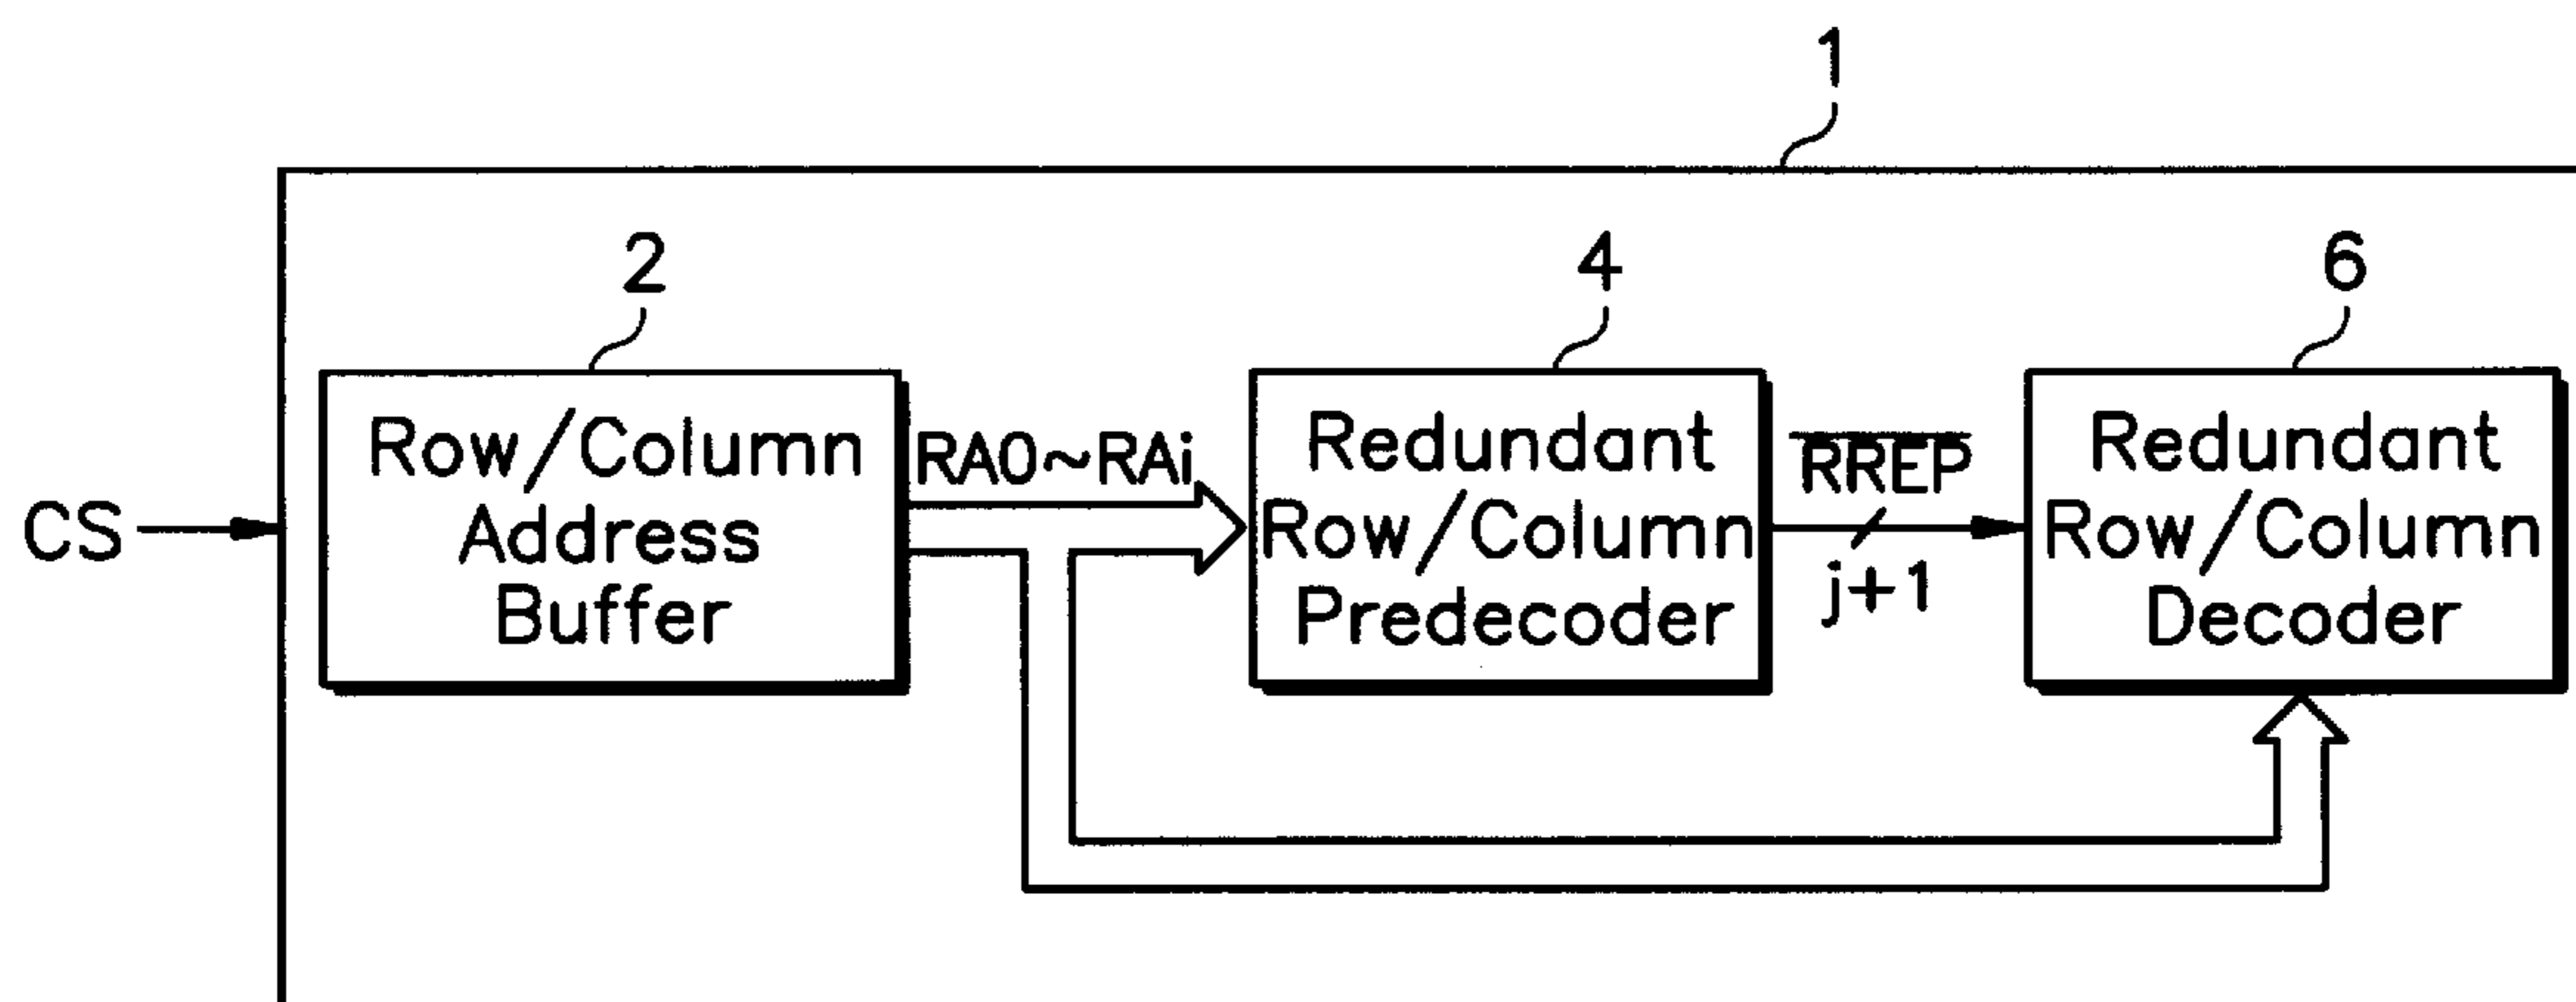 1
2
4
6
Row/Column
Address
Buffer
RA0~RAi
Redundant
Row/Column
Predecoder
R̅R̅E̅P̅
j+1
Redundant
Row/Column
Decoder
CS